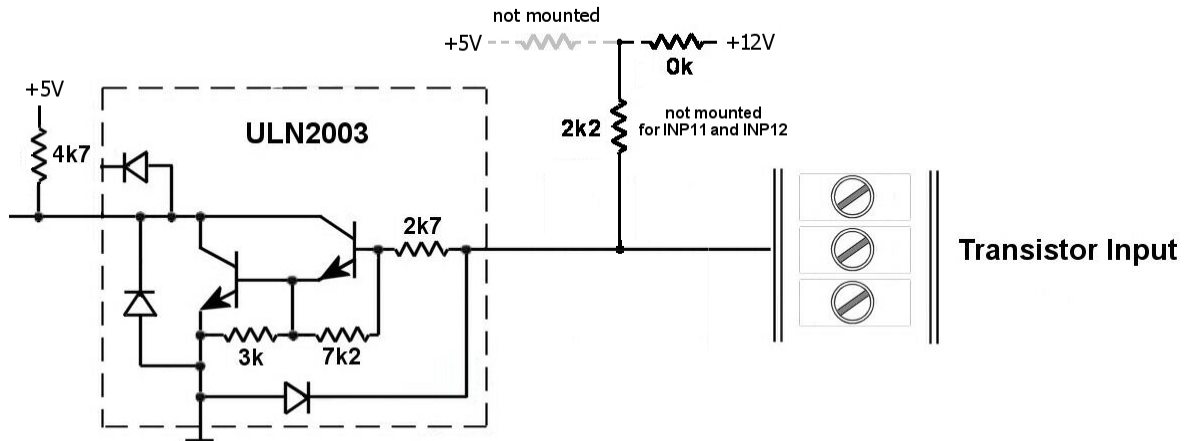 not mounted
+5V
+12V
0k
+5V
ULN2003
2k2
not mounted
for INP11 and INP12
4k7
2k7
Transistor Input
3k
7k2